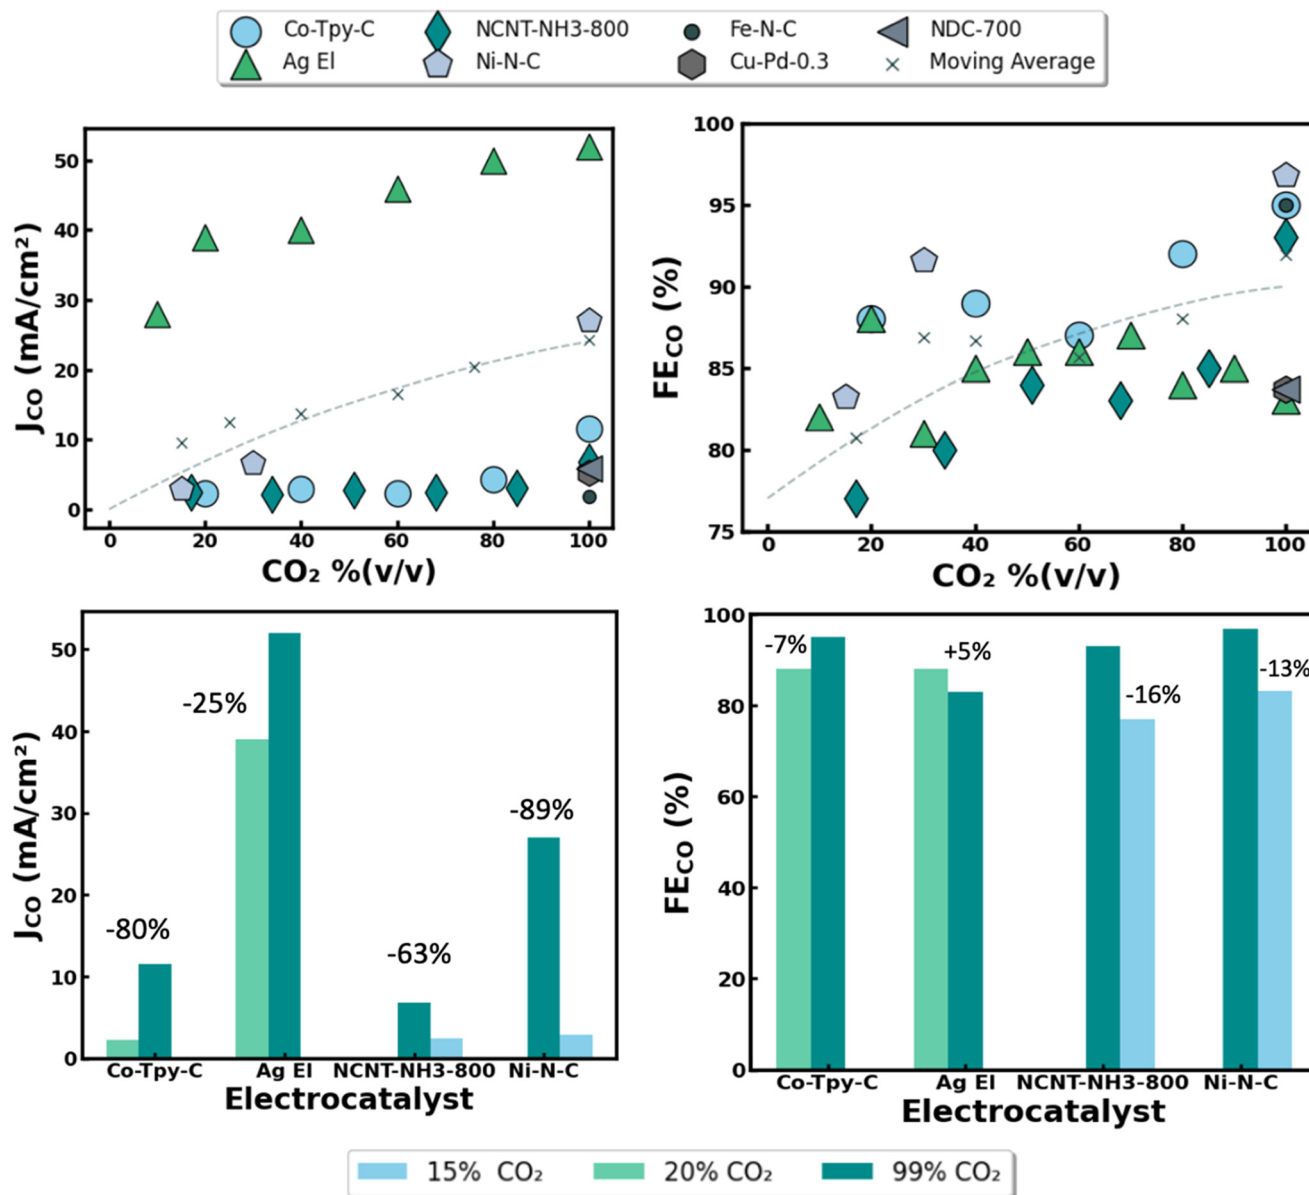 Co-Tpy-C NCNT-NH3-800 Fe-N-C NDC-700
Ag El Ni-N-C Cu-Pd-0.3 Moving Average
J_CO (mA/cm²)
50
40
30
20
10
0
0 20 40 60 80 100
CO₂ %(v/v)
FE_CO (%)
100
95
90
85
80
75
0 20 40 60 80 100
CO₂ %(v/v)
J_CO (mA/cm²)
50
40
30
20
10
0
-80%
-25%
-63%
-89%
Co-Tpy-C Ag El NCNT-NH3-800 Ni-N-C
Electrocatalyst
FE_CO (%)
100
80
60
40
20
0
-7%
+5%
-16%
-13%
Co-Tpy-C Ag El NCNT-NH3-800 Ni-N-C
Electrocatalyst
15% CO₂ 20% CO₂ 99% CO₂